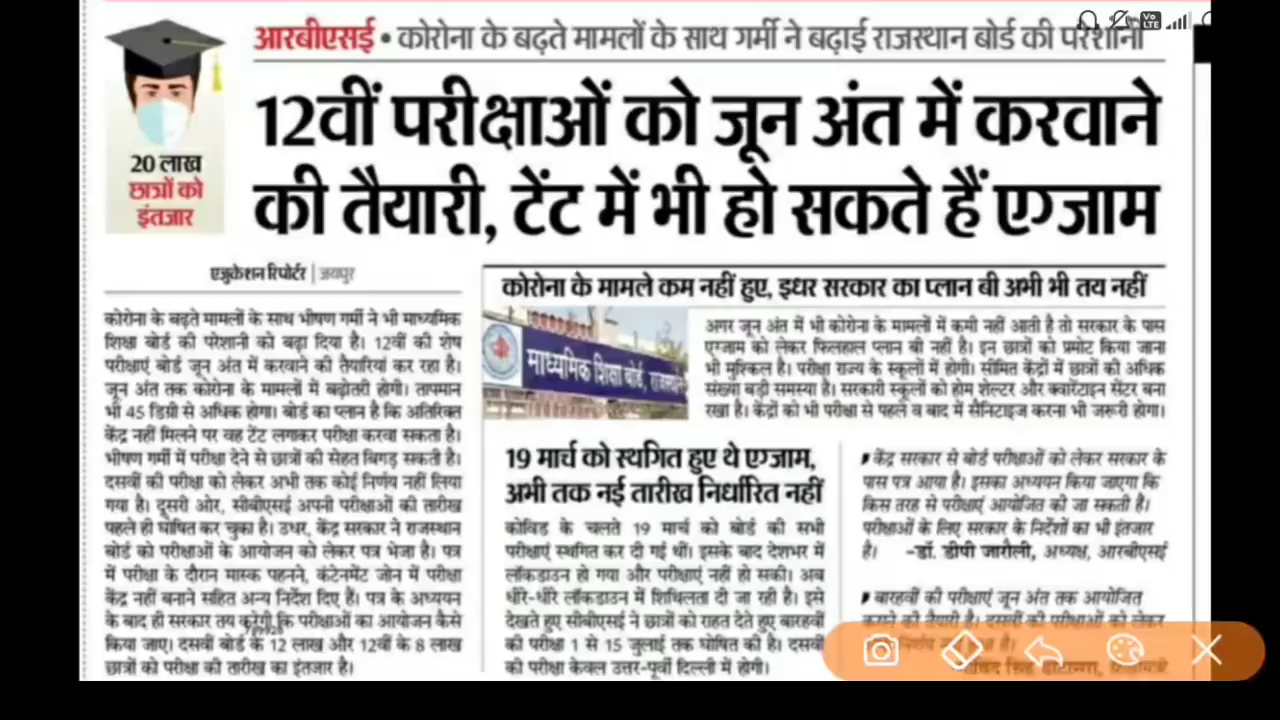 आरबीएसई • कोरोना के बढ़ते मामलों के साथ गर्मी ने बढ़ाई राजस्थान बोर्ड की परेशानी
Vo
LTE
12वीं परीक्षाओं को जून अंत में करवाने
की तैयारी, टेंट में भी हो सकते हैं एग्जाम
20 लाख
छात्रों को
इंतजार
एजुकेशन रिपोर्टर | जयपुर
कोरोना के बढ़ते मामलों के साथ भीषण गर्मी ने भी माध्यमिक
शिक्षा बोर्ड की परेशानी को बढ़ा दिया है। 12वीं की शेष
परीक्षाएं बोर्ड जून अंत में करवाने की तैयारियां कर रहा है।
जून अंत तक कोरोना के मामलों में बढ़ोतरी होगी। तापमान
भी 45 डिग्री से अधिक होगा। बोर्ड का प्लान है कि अतिरिक्त
केंद्र नहीं मिलने पर वह टेंट लगाकर परीक्षा करवा सकता है।
भीषण गर्मी में परीक्षा देने से छात्रों की सेहत बिगड़ सकती है।
दसवीं की परीक्षा को लेकर अभी तक कोई निर्णय नहीं लिया
गया है। दूसरी ओर, सीबीएसई अपनी परीक्षाओं की तारीख
पहले ही घोषित कर चुका है। उधर, केंद्र सरकार ने राजस्थान
बोर्ड को परीक्षाओं के आयोजन को लेकर पत्र भेजा है। पत्र
में परीक्षा के दौरान मास्क पहनने, कंटेनमेंट जोन में परीक्षा
केंद्र नहीं बनाने सहित अन्य निर्देश दिए हैं। पत्र के अध्ययन
के बाद ही सरकार तय करेगी कि परीक्षाओं का आयोजन कैसे
किया जाए। दसवीं बोर्ड के 12 लाख और 12वीं के 8 लाख
छात्रों को परीक्षा की तारीख का इंतजार है।
कोरोना के मामले कम नहीं हुए, इधर सरकार का प्लान बी अभी भी तय नहीं
माध्यमिक शिक्षा बोर्ड, राजस्थान
अगर जून अंत में भी कोरोना के मामलों में कमी नहीं आती है तो सरकार के पास
एग्जाम को लेकर फिलहाल प्लान बी नहीं है। इन छात्रों को प्रमोट किया जाना
भी मुश्किल है। परीक्षा राज्य के स्कूलों में होगी। सीमित केंद्रों में छात्रों की अधिक
संख्या बड़ी समस्या है। सरकारी स्कूलों को होम शेल्टर और क्वारेंटाइन सेंटर बना
रखा है। केंद्रों को भी परीक्षा से पहले व बाद में सैनिटाइज करना भी जरूरी होगा।
19 मार्च को स्थगित हुए थे एग्जाम,
अभी तक नई तारीख निर्धारित नहीं
कोविड के चलते 19 मार्च को बोर्ड की सभी
परीक्षाएं स्थगित कर दी गई थीं। इसके बाद देशभर में
लॉकडाउन हो गया और परीक्षाएं नहीं हो सकी। अब
धीरे-धीरे लॉकडाउन में शिथिलता दी जा रही है। इसे
देखते हुए सीबीएसई ने छात्रों को राहत देते हुए बारहवीं
की परीक्षा 1 से 15 जुलाई तक घोषित की है। दसवीं
की परीक्षा केवल उत्तर-पूर्वी दिल्ली में होगी।
केंद्र सरकार से बोर्ड परीक्षाओं को लेकर सरकार के
पास पत्र आया है। इसका अध्ययन किया जाएगा कि
किस तरह से परीक्षाएं आयोजित की जा सकती हैं।
परीक्षाओं के लिए सरकार के निर्देशों का भी इंतजार
है। -डॉ. डीपी जारौली, अध्यक्ष, आरबीएसई
बारहवीं की परीक्षाएं जून अंत तक आयोजित
करने की तैयारी है। दसवीं की परीक्षाओं को लेकर